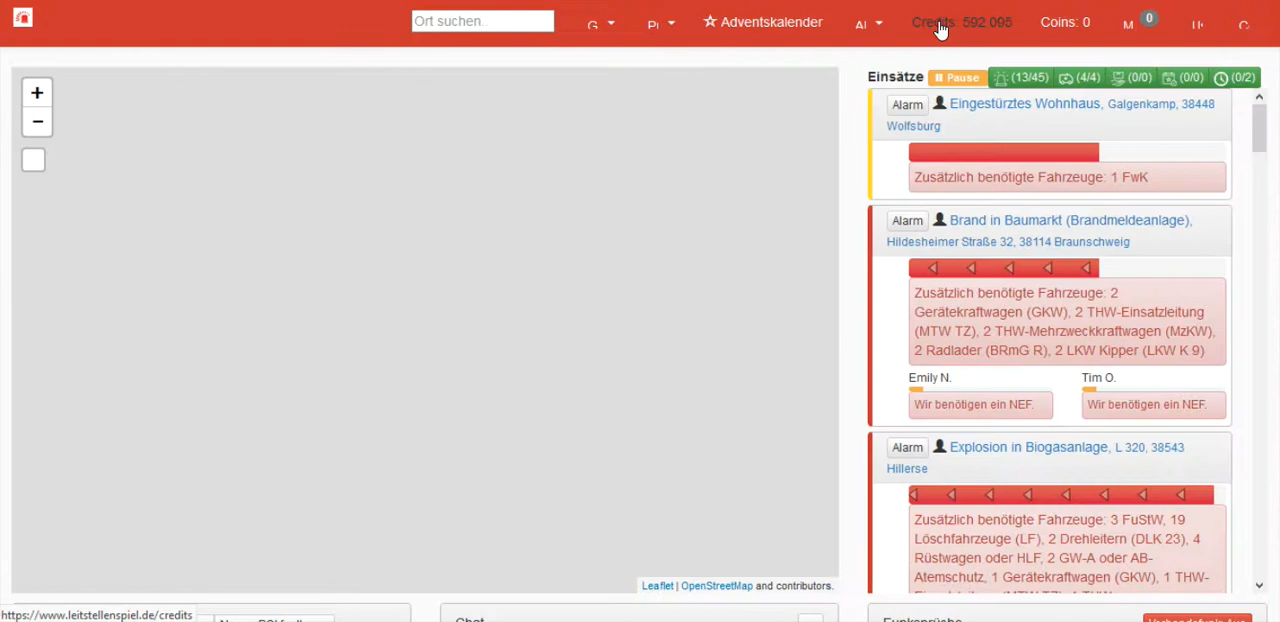 Ort suchen..
Adventskalender
Credits: 592 095
Coins: 0
0
Einsätze
Pause
(13/45)
(4/4)
(0/0)
(0/0)
(0/2)
+
−
Alarm Eingestürztes Wohnhaus, Galgenkamp, 38448
Wolfsburg
Zusätzlich benötigte Fahrzeuge: 1 FwK
Alarm Brand in Baumarkt (Brandmeldeanlage),
Hildesheimer Straße 32, 38114 Braunschweig
Zusätzlich benötigte Fahrzeuge: 2
Gerätekraftwagen (GKW), 2 THW-Einsatzleitung
(MTW TZ), 2 THW-Mehrzweckkraftwagen (MzKW),
2 Radlader (BRmG R), 2 LKW Kipper (LKW K 9)
Emily N.
Tim O.
Wir benötigen ein NEF.
Wir benötigen ein NEF.
Alarm Explosion in Biogasanlage, L 320, 38543
Hillerse
Zusätzlich benötigte Fahrzeuge: 3 FuStW, 19
Löschfahrzeuge (LF), 2 Drehleitern (DLK 23), 4
Rüstwagen oder HLF, 2 GW-A oder AB-
Atemschutz, 1 Gerätekraftwagen (GKW), 1 THW-
Leaflet | OpenStreetMap and contributors.
https://www.leitstellenspiel.de/credits
Chat